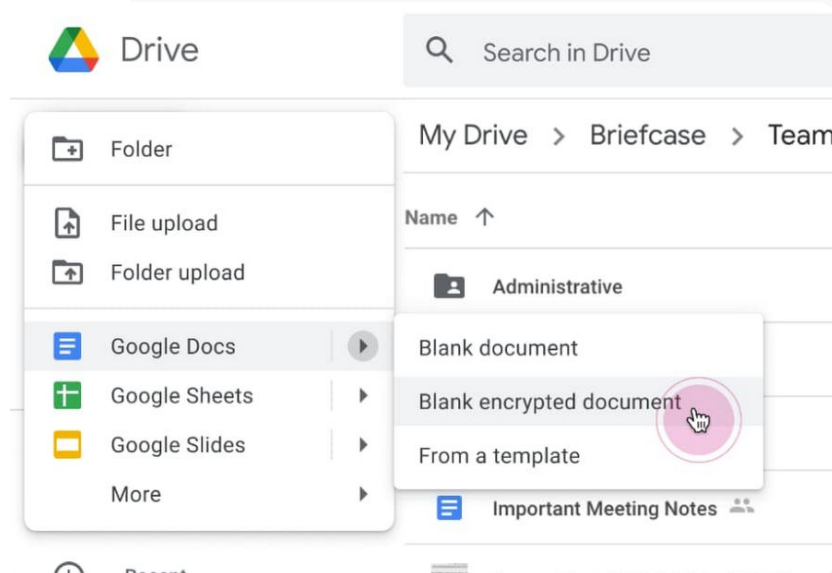 Drive
Search in Drive
Folder
File upload
Folder upload
Google Docs
Google Sheets
Google Slides
More
My Drive > Briefcase > Team
Name
Administrative
Blank document
Blank encrypted document
From a template
Important Meeting Notes